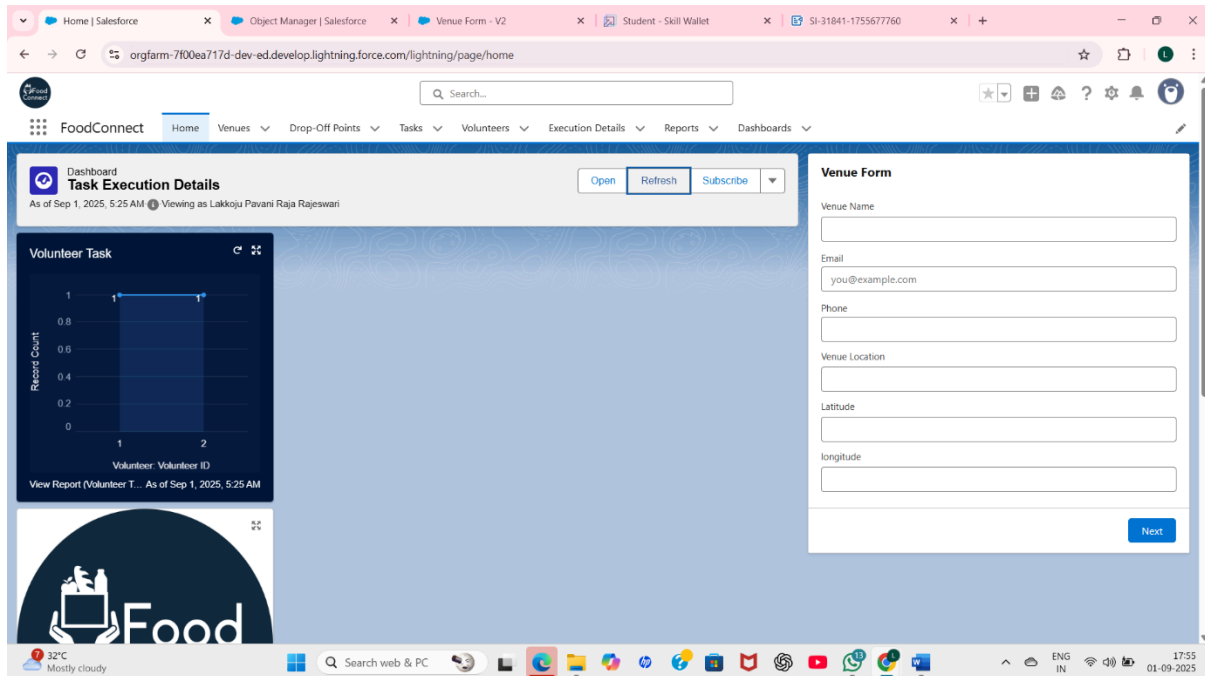 Home | Salesforce
Object Manager | Salesforce
Venue Form - V2
Student - Skill Wallet
SI-31841-1755677760
orgfarm-7f00ea717d-dev-ed.develop.lightning.force.com/lightning/page/home
L
Food
Connect
Search...
FoodConnect
Home
Venues
Drop-Off Points
Tasks
Volunteers
Execution Details
Reports
Dashboards
Dashboard
Task Execution Details
As of Sep 1, 2025, 5:25 AM Viewing as Lakkoju Pavani Raja Rajeswari
Open
Refresh
Subscribe
Volunteer Task
Record Count
1
0.8
0.6
0.4
0.2
0
1
1
1
2
Volunteer: Volunteer ID
View Report (Volunteer T...
As of Sep 1, 2025, 5:25 AM
Food
Venue Form
Venue Name
Email
you@example.com
Phone
Venue Location
Latitude
longitude
Next
7
32°C
Mostly cloudy
Search web & PC
13
L
W
ENG
IN
17:55
01-09-2025